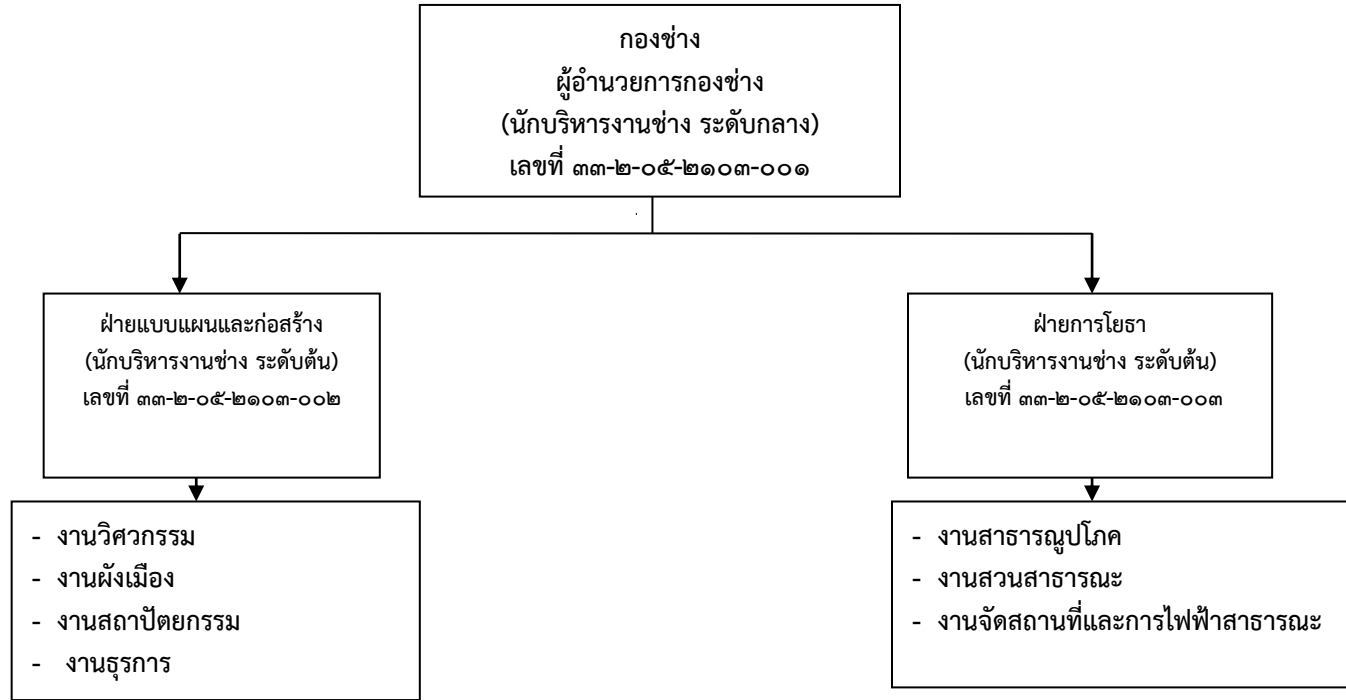 กองช่าง
ผู้อำนวยการกองช่าง
(นักบริหารงานช่าง ระดับกลาง)
เลขที่ ๓๓-๒-๐๕-๒๑๐๓-๐๐๑
ฝ่ายแบบแผนและก่อสร้าง
(นักบริหารงานช่าง ระดับต้น)
เลขที่ ๓๓-๒-๐๕-๒๑๐๓-๐๐๒
ฝ่ายการโยธา
(นักบริหารงานช่าง ระดับต้น)
เลขที่ ๓๓-๒-๐๕-๒๑๐๓-๐๐๓
- งานวิศวกรรม
- งานผังเมือง
- งานสถาปัตยกรรม
- งานธุรการ
- งานสาธารณูปโภค
- งานสวนสาธารณะ
- งานจัดสถานที่และการไฟฟ้าสาธารณะ